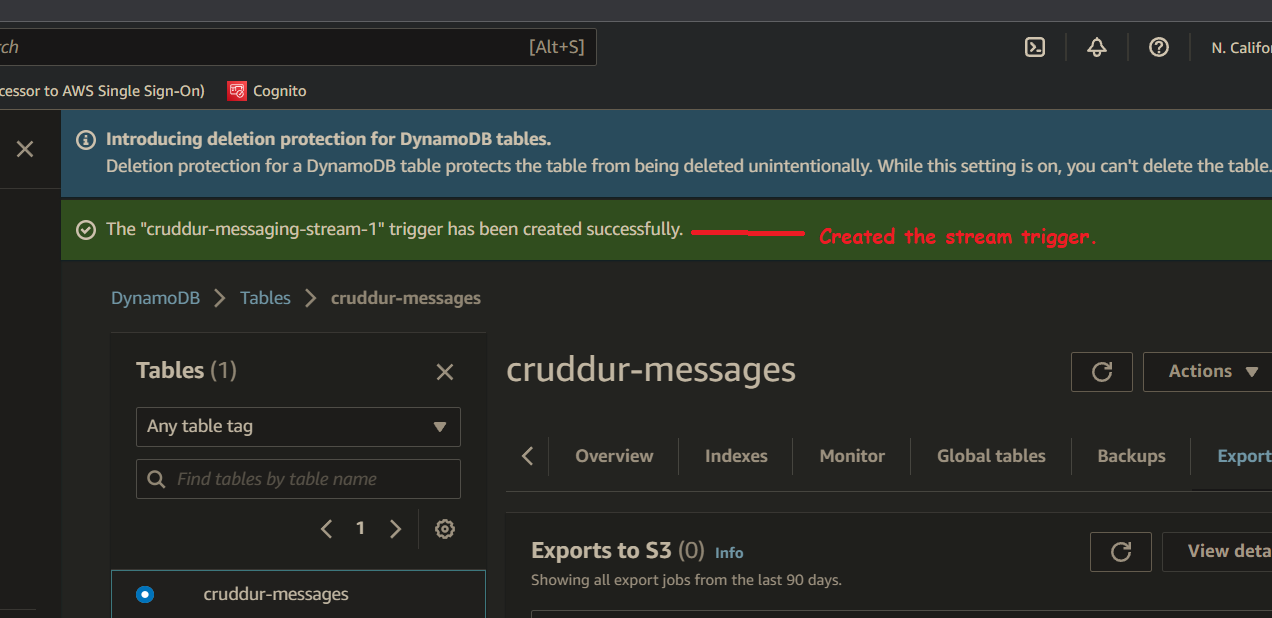 rch [Alt+S]
N. Califo
cessor to AWS Single Sign-On) Cognito
Introducing deletion protection for DynamoDB tables.
Deletion protection for a DynamoDB table protects the table from being deleted unintentionally. While this setting is on, you can't delete the table.
The "cruddur-messaging-stream-1" trigger has been created successfully.
Created the stream trigger.
DynamoDB Tables cruddur-messages
Tables (1)
cruddur-messages
Actions
Any table tag
Find tables by table name
Overview Indexes Monitor Global tables Backups Export
1
Exports to S3 (0) Info
View deta
Showing all export jobs from the last 90 days.
cruddur-messages